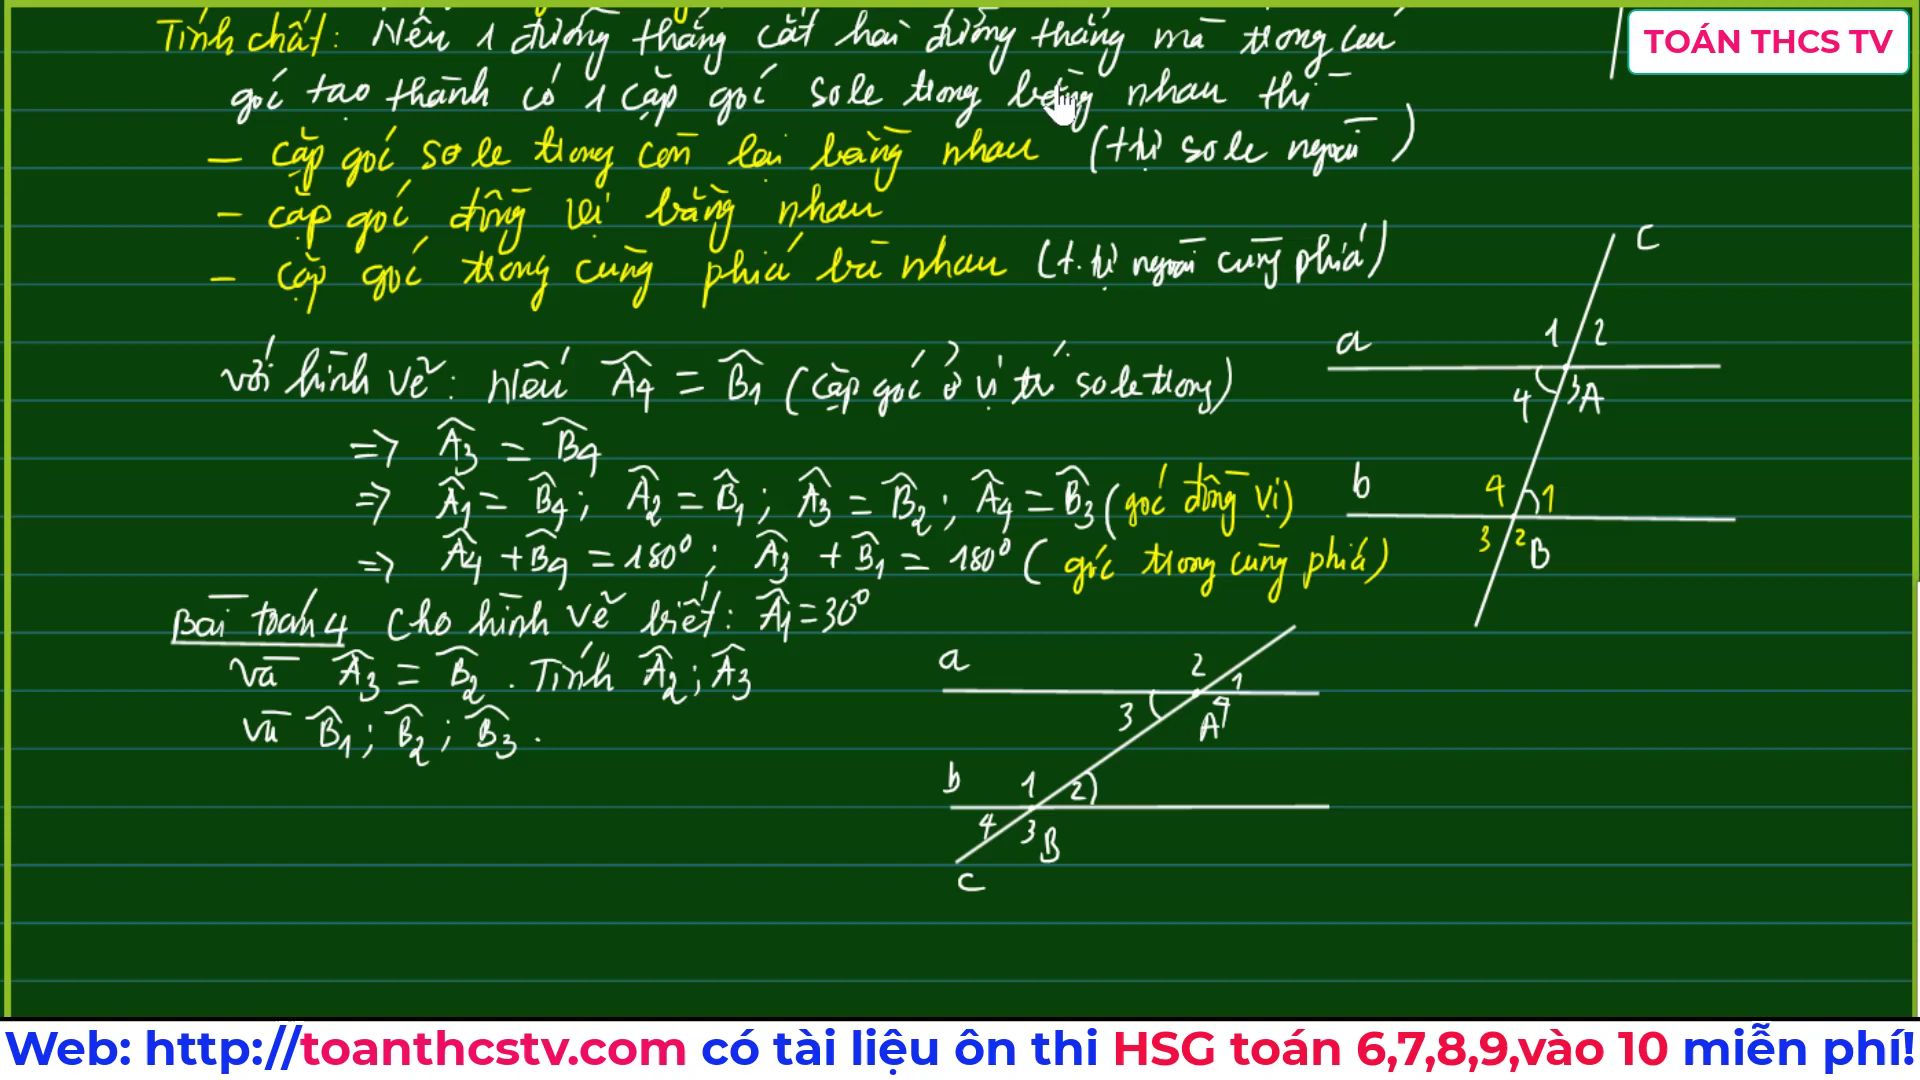 TOÁN THCS TV
Tính chất: Nếu 1 đường thẳng cắt hai đường thẳng mà trong các
góc tạo thành có 1 cặp góc sole trong bằng nhau thì
- cặp góc so le trong còn lại bằng nhau (thì sole ngoài)
- cặp góc đồng vị bằng nhau
- cặp góc trong cùng phía bù nhau (t.tự ngoài cùng phía)
c
a 1 2
4 3 A
b 4 1
3 2 B
Với hình vẽ: Nếu Â4 = B̂1 (cặp góc ở vị trí sole trong)
=> Â3 = B̂4
=> Â1 = B̂4; Â2 = B̂1; Â3 = B̂2; Â4 = B̂3 (góc đồng vị)
=> Â4 + B̂4 = 180°; Â3 + B̂1 = 180° (góc trong cùng phía)
Bài toán 4 Cho hình vẽ biết: Â1 = 30°
và Â3 = B̂2. Tính Â2; Â3
và B̂1; B̂2; B̂3.
a 2 1
3 A 4
b 1 2
4 3 B
c
Web: http://toanthcstv.com có tài liệu ôn thi HSG toán 6,7,8,9,vào 10 miễn phí!